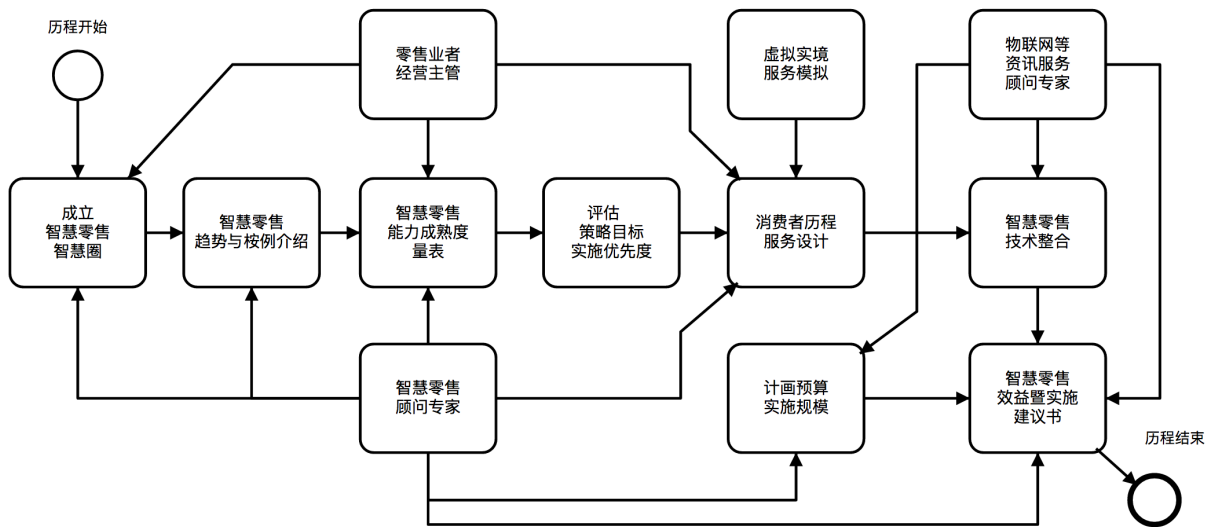 历程开始
零售业者
经营主管
虚拟实境
服务模拟
物联网等
资讯服务
顾问专家
成立
智慧零售
智慧圈
智慧零售
趋势与桉例介绍
智慧零售
能力成熟度
量表
评估
策略目标
实施优先度
消费者历程
服务设计
智慧零售
技术整合
智慧零售
顾问专家
计画预算
实施规模
智慧零售
效益暨实施
建议书
历程结束